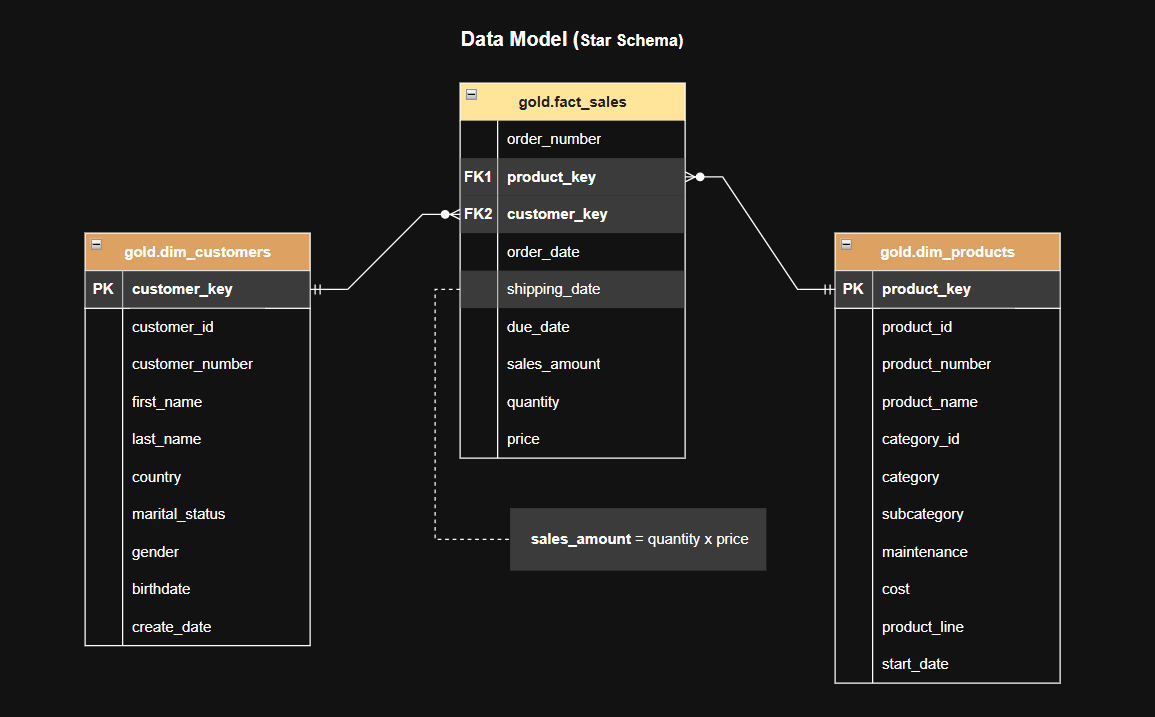 Data Model (Star Schema)
gold.fact_sales
order_number
FK1 product_key
FK2 customer_key
order_date
shipping_date
due_date
sales_amount
quantity
price
gold.dim_customers
PK customer_key
customer_id
customer_number
first_name
last_name
country
marital_status
gender
birthdate
create_date
gold.dim_products
PK product_key
product_id
product_number
product_name
category_id
category
subcategory
maintenance
cost
product_line
start_date
sales_amount = quantity x price